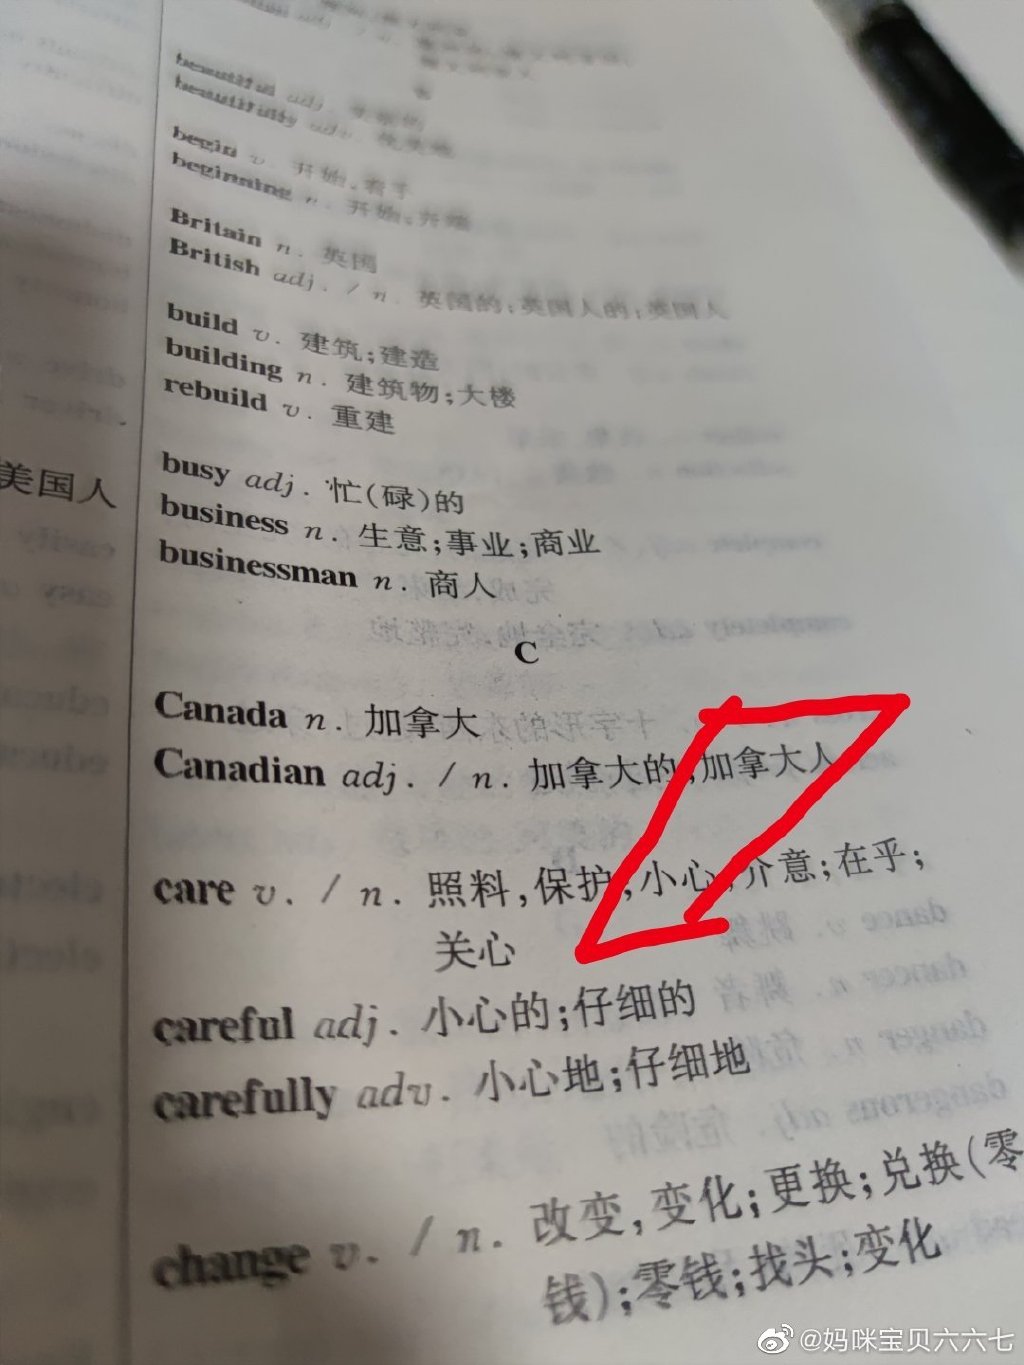 beautiful adj.
beautifully adv.
begin v. 开始,着手
beginning n. 开始;开端
Britain n. 英国
British adj. / n. 英国的;英国人的;英国人
build v. 建筑;建造
building n. 建筑物;大楼
rebuild v. 重建
美国人
busy adj. 忙(碌)的
business n. 生意;事业;商业
businessman n. 商人
C
Canada n. 加拿大
Canadian adj. / n. 加拿大的;加拿大人
care v. / n. 照料,保护;小心;介意;在乎;
关心
careful adj. 小心的;仔细的
carefully adv. 小心地;仔细地
change v. / n. 改变,变化;更换;兑换(零
钱);零钱;找头;变化
@妈咪宝贝六六七